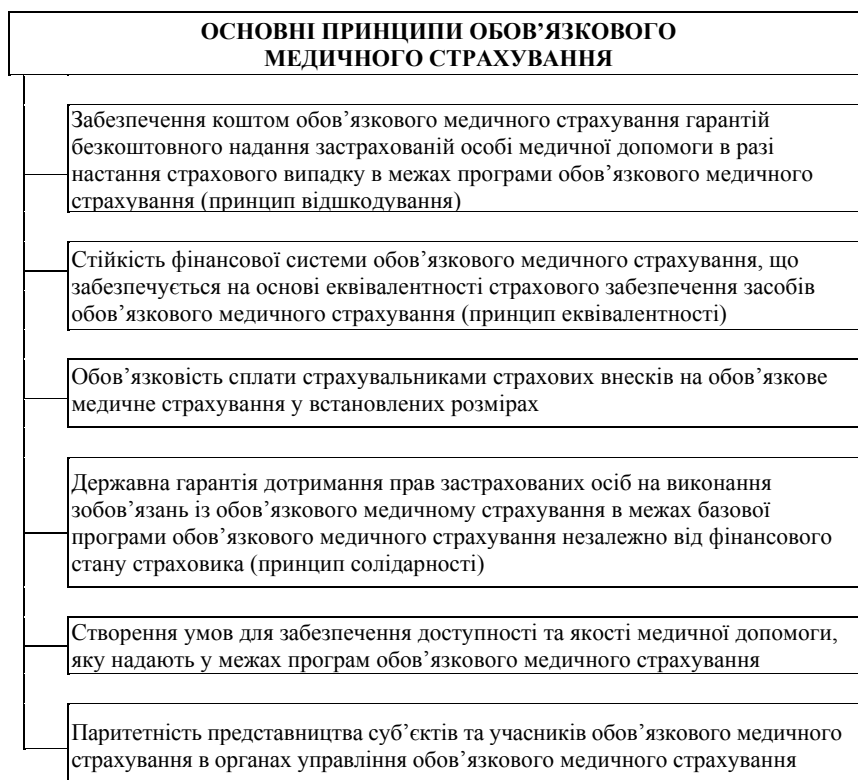 ОСНОВНІ ПРИНЦИПИ ОБОВ’ЯЗКОВОГО
МЕДИЧНОГО СТРАХУВАННЯ
Забезпечення коштом обов’язкового медичного страхування гарантій
безкоштовного надання застрахованій особі медичної допомоги в разі
настання страхового випадку в межах програми обов’язкового медичного
страхування (принцип відшкодування)
Стійкість фінансової системи обов’язкового медичного страхування, що
забезпечується на основі еквівалентності страхового забезпечення засобів
обов’язкового медичного страхування (принцип еквівалентності)
Обов’язковість сплати страхувальниками страхових внесків на обов’язкове
медичне страхування у встановлених розмірах
Державна гарантія дотримання прав застрахованих осіб на виконання
зобов’язань із обов’язкового медичному страхування в межах базової
програми обов’язкового медичного страхування незалежно від фінансового
стану страховика (принцип солідарності)
Створення умов для забезпечення доступності та якості медичної допомоги,
яку надають у межах програм обов’язкового медичного страхування
Паритетність представництва суб’єктів та учасників обов’язкового медичного
страхування в органах управління обов’язкового медичного страхування